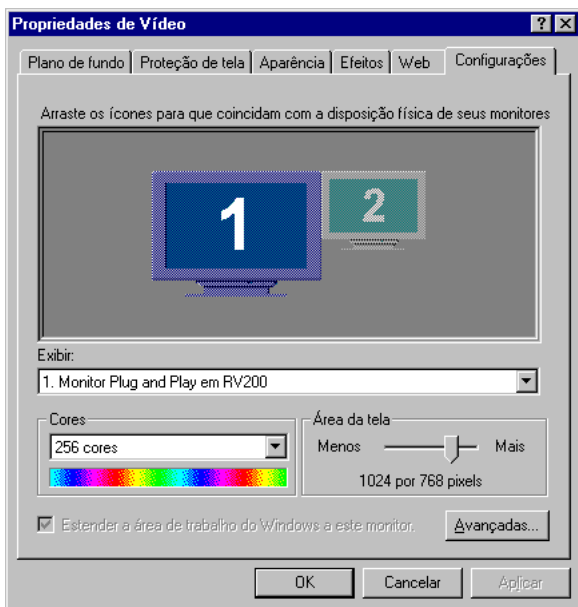 Propriedades de Vídeo
Plano de fundo Proteção de tela Aparência Efeitos Web Configurações
Arraste os ícones para que coincidam com a disposição física de seus monitores
1 2
Exibir:
1. Monitor Plug and Play em RV200
Cores Área da tela
256 cores Menos Mais
1024 por 768 pixels
Estender a área de trabalho do Windows a este monitor. Avançadas...
OK Cancelar Aplicar